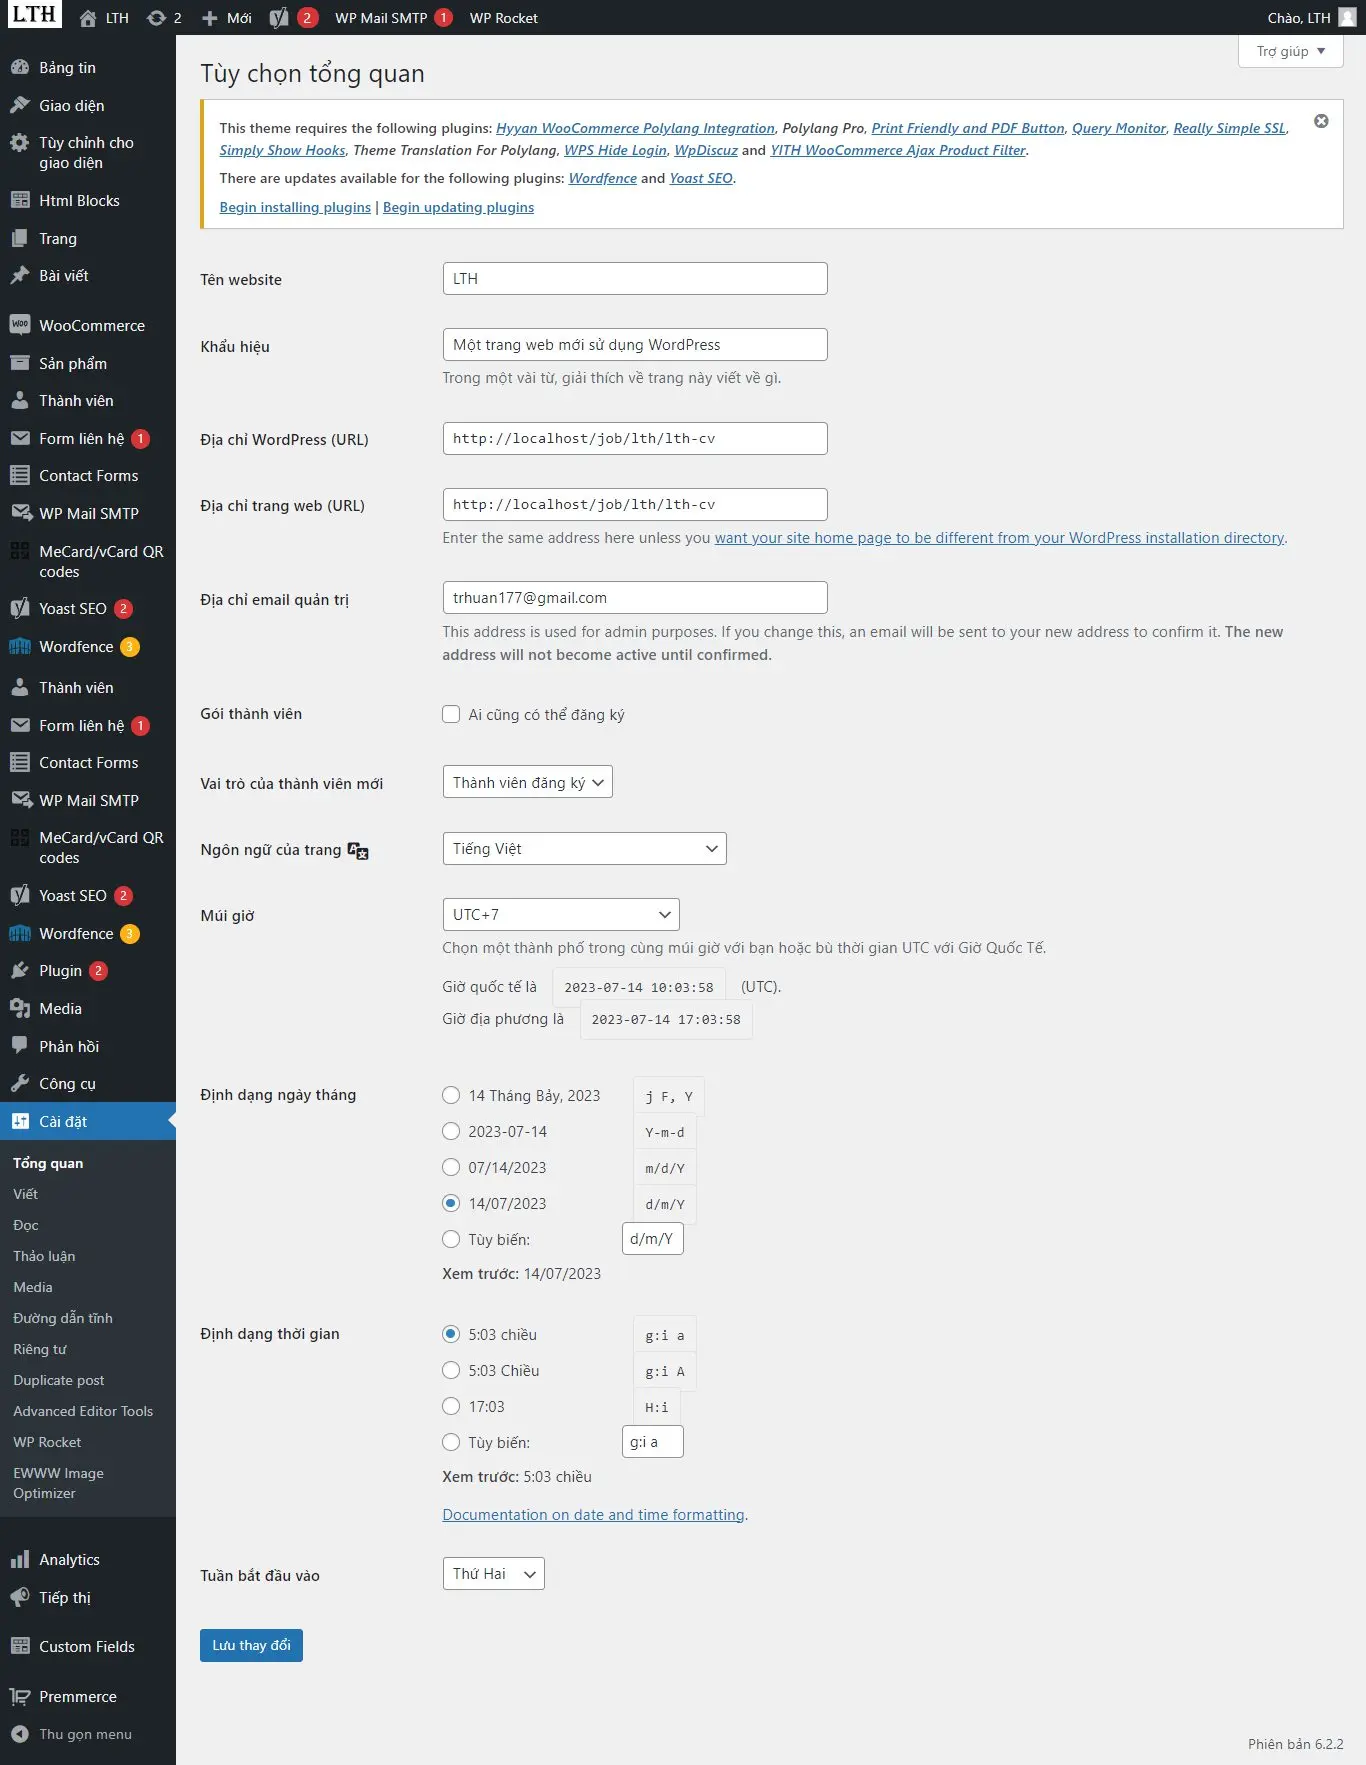 LTH
LTH
2
Mới
2
WP Mail SMTP 1
WP Rocket
Chào, LTH
Trợ giúp
Bảng tin
Giao diện
Tùy chỉnh cho
giao diện
Html Blocks
Trang
Bài viết
WooCommerce
Sản phẩm
Thành viên
Form liên hệ 1
Contact Forms
WP Mail SMTP
MeCard/vCard QR
codes
Yoast SEO 2
Wordfence 3
Thành viên
Form liên hệ 1
Contact Forms
WP Mail SMTP
MeCard/vCard QR
codes
Yoast SEO 2
Wordfence 3
Plugin 2
Media
Phản hồi
Công cụ
Cài đặt
Tổng quan
Viết
Đọc
Thảo luận
Media
Đường dẫn tĩnh
Riêng tư
Duplicate post
Advanced Editor Tools
WP Rocket
EWWW Image
Optimizer
Analytics
Tiếp thị
Custom Fields
Premmerce
Thu gọn menu
Tùy chọn tổng quan
This theme requires the following plugins: Hyyan WooCommerce Polylang Integration, Polylang Pro, Print Friendly and PDF Button, Query Monitor, Really Simple SSL,
Simply Show Hooks, Theme Translation For Polylang, WPS Hide Login, WpDiscuz and YITH WooCommerce Ajax Product Filter.
There are updates available for the following plugins: Wordfence and Yoast SEO.
Begin installing plugins | Begin updating plugins
Tên website
LTH
Khẩu hiệu
Một trang web mới sử dụng WordPress
Trong một vài từ, giải thích về trang này viết về gì.
Địa chỉ WordPress (URL)
http://localhost/job/lth/lth-cv
Địa chỉ trang web (URL)
http://localhost/job/lth/lth-cv
Enter the same address here unless you want your site home page to be different from your WordPress installation directory.
Địa chỉ email quản trị
trhuan177@gmail.com
This address is used for admin purposes. If you change this, an email will be sent to your new address to confirm it. The new
address will not become active until confirmed.
Gói thành viên
Ai cũng có thể đăng ký
Vai trò của thành viên mới
Thành viên đăng ký
Ngôn ngữ của trang
Tiếng Việt
Múi giờ
UTC+7
Chọn một thành phố trong cùng múi giờ với bạn hoặc bù thời gian UTC với Giờ Quốc Tế.
Giờ quốc tế là 2023-07-14 10:03:58 (UTC).
Giờ địa phương là 2023-07-14 17:03:58
Định dạng ngày tháng
14 Tháng Bảy, 2023 j F, Y
2023-07-14 Y-m-d
07/14/2023 m/d/Y
14/07/2023 d/m/Y
Tùy biến: d/m/Y
Xem trước: 14/07/2023
Định dạng thời gian
5:03 chiều g:i a
5:03 Chiều g:i A
17:03 H:i
Tùy biến: g:i a
Xem trước: 5:03 chiều
Documentation on date and time formatting.
Tuần bắt đầu vào
Thứ Hai
Lưu thay đổi
Phiên bản 6.2.2